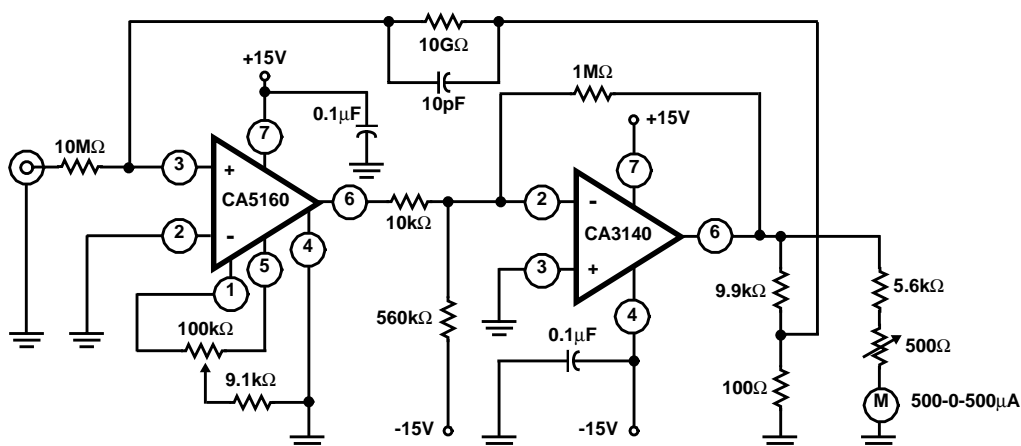 10GΩ
10pF
+15V
0.1µF
1MΩ
10MΩ
7
3
+
CA5160
6
2
-
4
5
1
100kΩ
9.1kΩ
10kΩ
560kΩ
-15V
+15V
7
2
-
CA3140
6
3
+
4
0.1µF
-15V
9.9kΩ
100Ω
5.6kΩ
500Ω
M
500-0-500µA